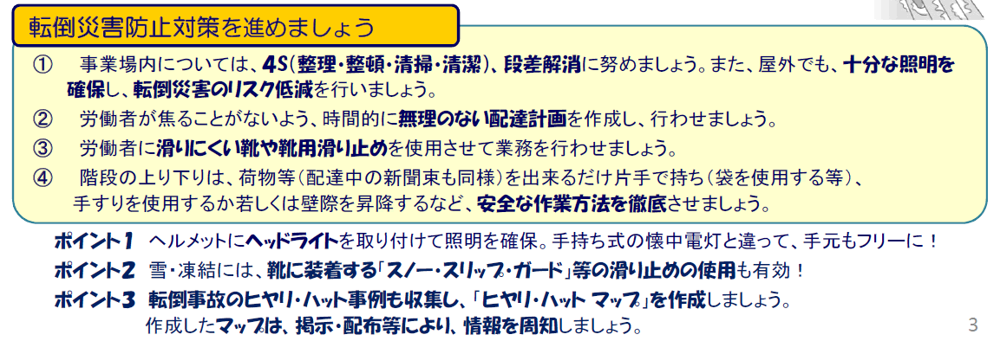 転倒災害防止対策を進めましょう
① 事業場内については、4S(整理・整頓・清掃・清潔)、段差解消に努めましょう。また、屋外でも、十分な照明を
確保し、転倒災害のリスク低減を行いましょう。
② 労働者が焦ることがないよう、時間的に無理のない配達計画を作成し、行わせましょう。
③ 労働者に滑りにくい靴や靴用滑り止めを使用させて業務を行わせましょう。
④ 階段の上り下りは、荷物等(配達中の新聞束も同様)を出来るだけ片手で持ち(袋を使用する等)、
手すりを使用するか若しくは壁際を昇降するなど、安全な作業方法を徹底させましょう。
ポイント1 ヘルメットにヘッドライトを取り付けて照明を確保。手持ち式の懐中電灯と違って、手元もフリーに!
ポイント2 雪・凍結には、靴に装着する「スノー・スリップ・ガード」等の滑り止めの使用も有効!
ポイント3 転倒事故のヒヤリ・ハット事例も収集し、「ヒヤリ・ハット マップ」を作成しましょう。
作成したマップは、掲示・配布等により、情報を周知しましょう。
3